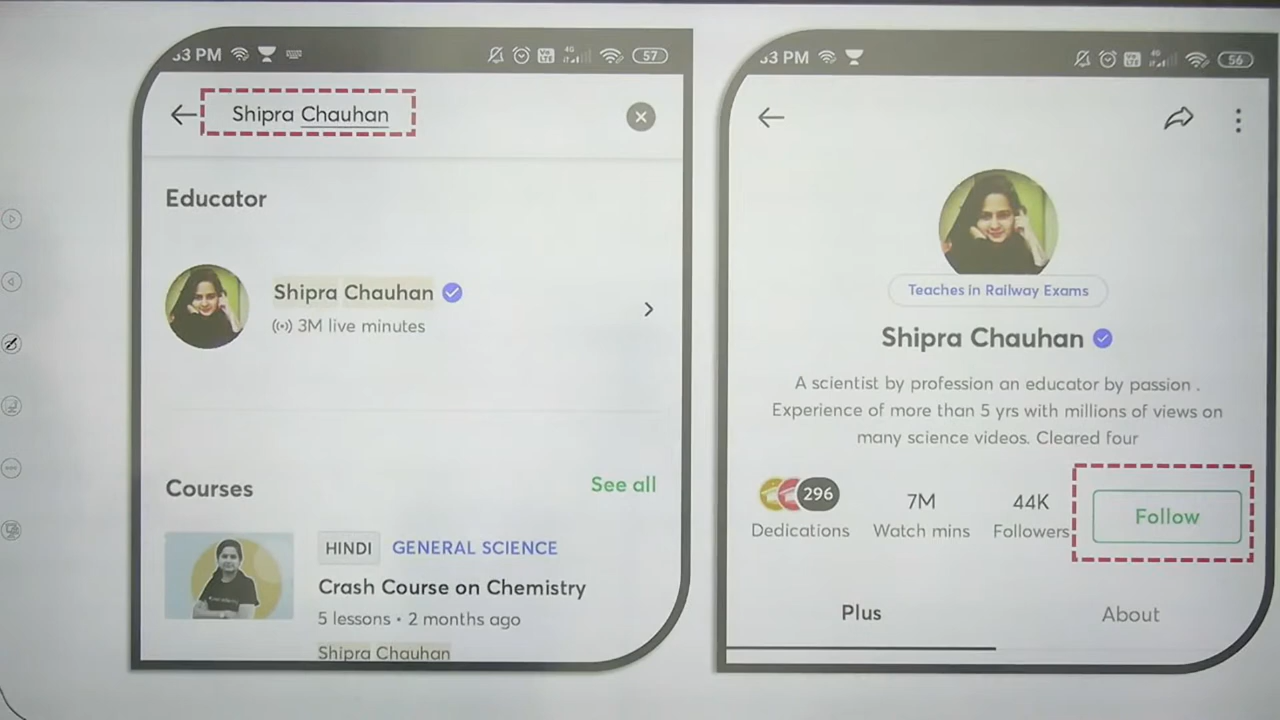 33 PM
57
Shipra Chauhan
Educator
Shipra Chauhan
3M live minutes
Courses
See all
HINDI GENERAL SCIENCE
Crash Course on Chemistry
5 lessons • 2 months ago
Shipra Chauhan
33 PM
56
Teaches in Railway Exams
Shipra Chauhan
A scientist by profession an educator by passion .
Experience of more than 5 yrs with millions of views on
many science videos. Cleared four
296
7M
44K
Dedications
Watch mins
Followers
Follow
Plus
About